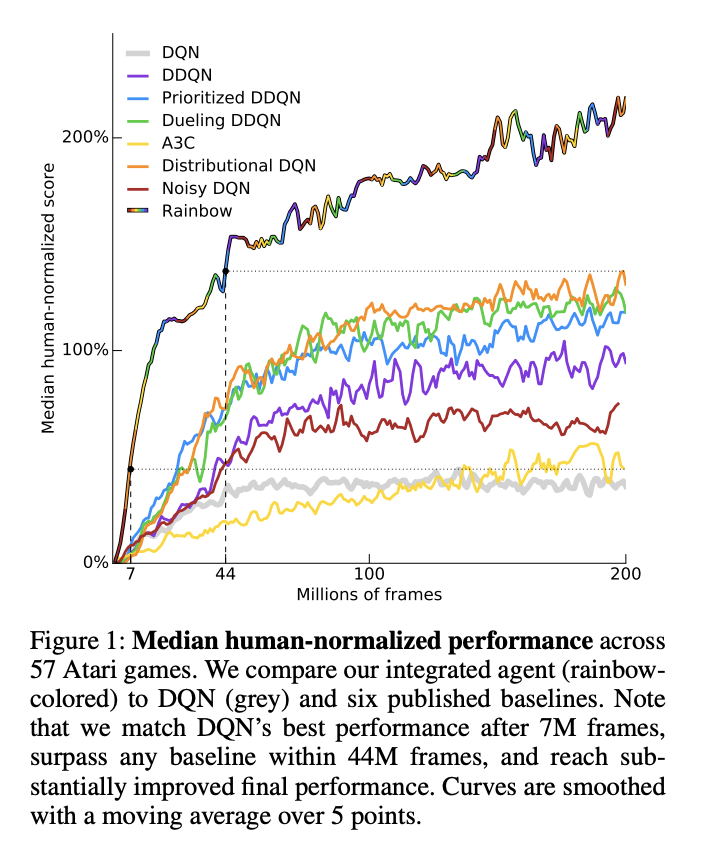 DQN
DDQN
Prioritized DDQN
Dueling DDQN
A3C
Distributional DQN
Noisy DQN
Rainbow
Median human-normalized score
200%
100%
0%
7
44
100
200
Millions of frames
Figure 1: Median human-normalized performance across
57 Atari games. We compare our integrated agent (rainbow-
colored) to DQN (grey) and six published baselines. Note
that we match DQN's best performance after 7M frames,
surpass any baseline within 44M frames, and reach sub-
stantially improved final performance. Curves are smoothed
with a moving average over 5 points.